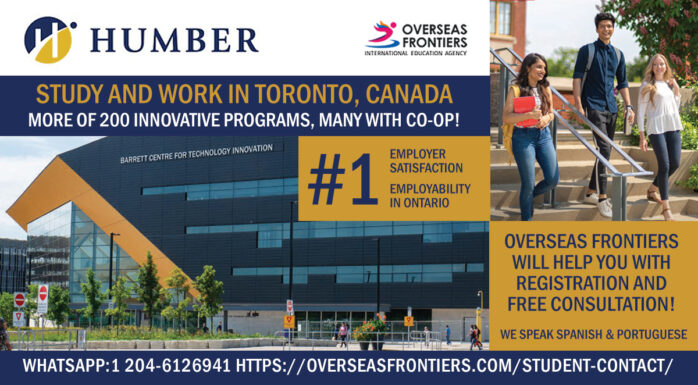 HUMBER
OVERSEAS
FRONTIERS
INTERNATIONAL EDUCATION AGENCY
STUDY AND WORK IN TORONTO, CANADA
MORE OF 200 INNOVATIVE PROGRAMS, MANY WITH CO-OP!
BARRETT CENTRE FOR TECHNOLOGY INNOVATION
#1
EMPLOYER
SATISFACTION
EMPLOYABILITY
IN ONTARIO
OVERSEAS FRONTIERS
WILL HELP YOU WITH
REGISTRATION AND
FREE CONSULTATION!
WE SPEAK SPANISH & PORTUGUESE
WHATSAPP:1 204-6126941 HTTPS://OVERSEASFRONTIERS.COM/STUDENT-CONTACT/